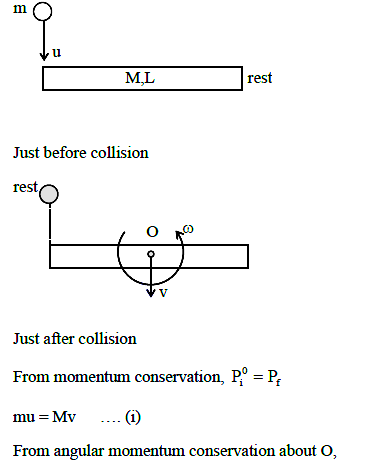 m
u
M,L rest
Just before collision
rest
O ω
v
Just after collision
From momentum conservation, P_i^0 = P_f
mu = Mv .... (i)
From angular momentum conservation about O,